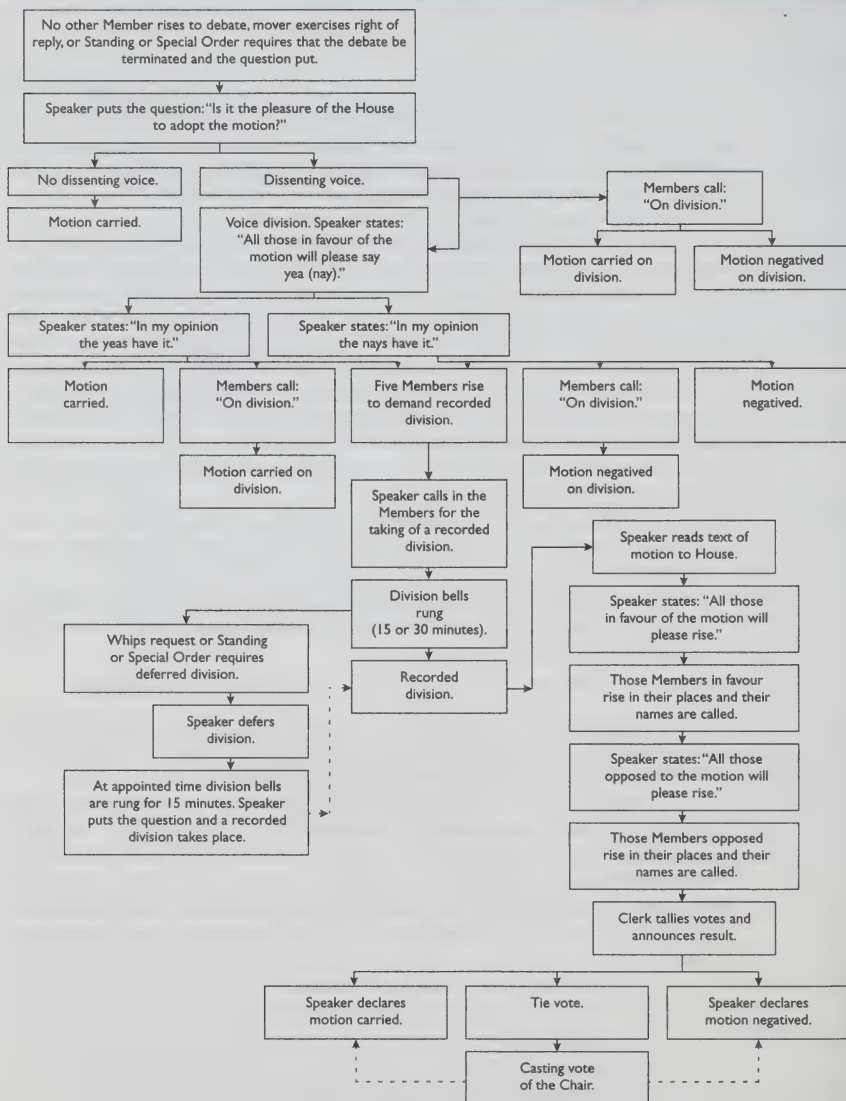 No other Member rises to debate, mover exercises right of
reply, or Standing or Special Order requires that the debate be
terminated and the question put.
Speaker puts the question: “Is it the pleasure of the House
to adopt the motion?”
No dissenting voice.
Dissenting voice.
Members call:
“On division.”
Motion carried.
Voice division. Speaker states:
“All those in favour of the
motion will please say
yea (nay).”
Motion carried on
division.
Motion negatived
on division.
Speaker states: “In my opinion
the yeas have it.”
Speaker states: “In my opinion
the nays have it.”
Motion
carried.
Members call:
“On division.”
Five Members rise
to demand recorded
division.
Members call:
“On division.”
Motion
negatived.
Motion carried on
division.
Motion negatived
on division.
Speaker calls in the
Members for the
taking of a recorded
division.
Division bells
rung
(15 or 30 minutes).
Whips request or Standing
or Special Order requires
deferred division.
Speaker defers
division.
At appointed time division bells
are rung for 15 minutes. Speaker
puts the question and a recorded
division takes place.
Recorded
division.
Speaker reads text of
motion to House.
Speaker states: “All those
in favour of the motion will
please rise.”
Those Members in favour
rise in their places and their
names are called.
Speaker states: “All those
opposed to the motion will
please rise.”
Those Members opposed
rise in their places and their
names are called.
Clerk tallies votes and
announces result.
Speaker declares
motion carried.
Tie vote.
Speaker declares
motion negatived.
Casting vote
of the Chair.